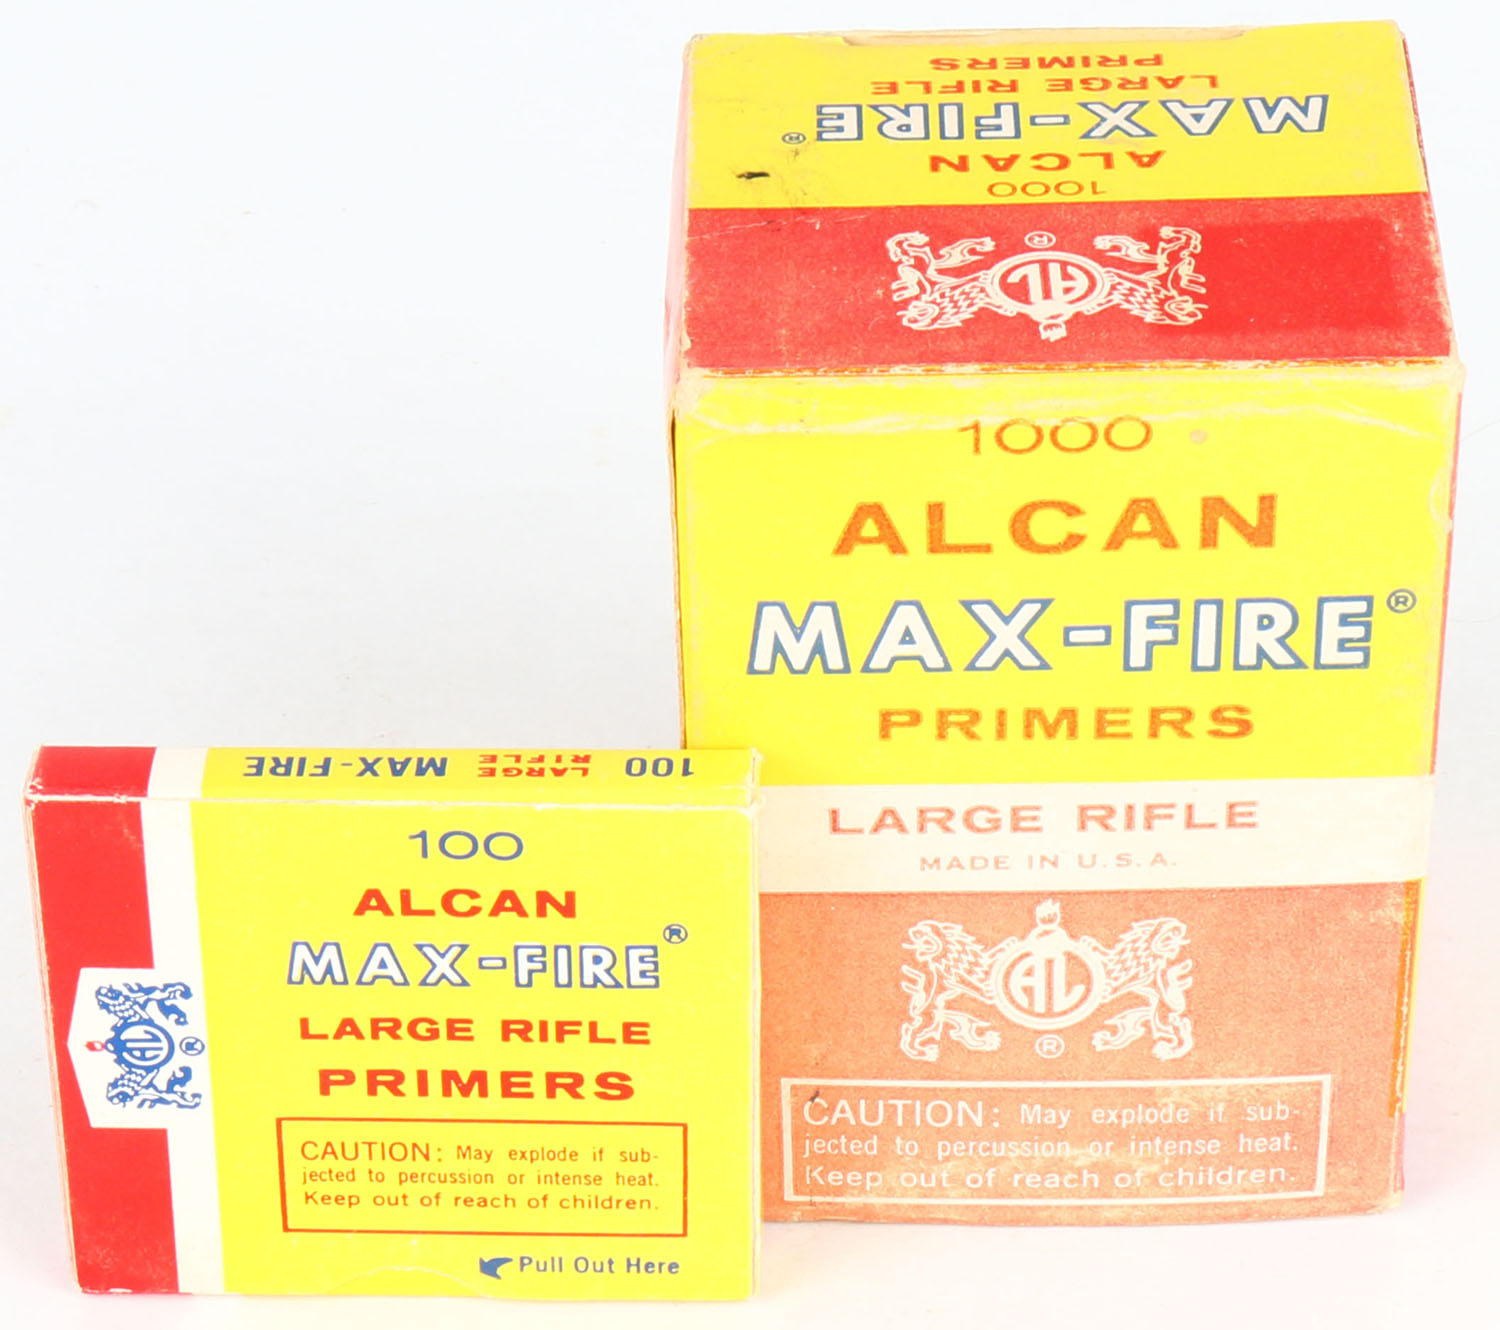 PRIMERS
LARGE RIFLE
MAX-FIRE®
ALCAN
1000
AL
®
1000
ALCAN
MAX-FIRE®
PRIMERS
LARGE RIFLE
MADE IN U.S.A.
AL
®
CAUTION: May explode if sub-
jected to percussion or intense heat.
Keep out of reach of children.
100 LARGE RIFLE MAX-FIRE
100
ALCAN
MAX-FIRE®
LARGE RIFLE
PRIMERS
AL
®
CAUTION: May explode if sub-
jected to percussion or intense heat.
Keep out of reach of children.
Pull Out Here